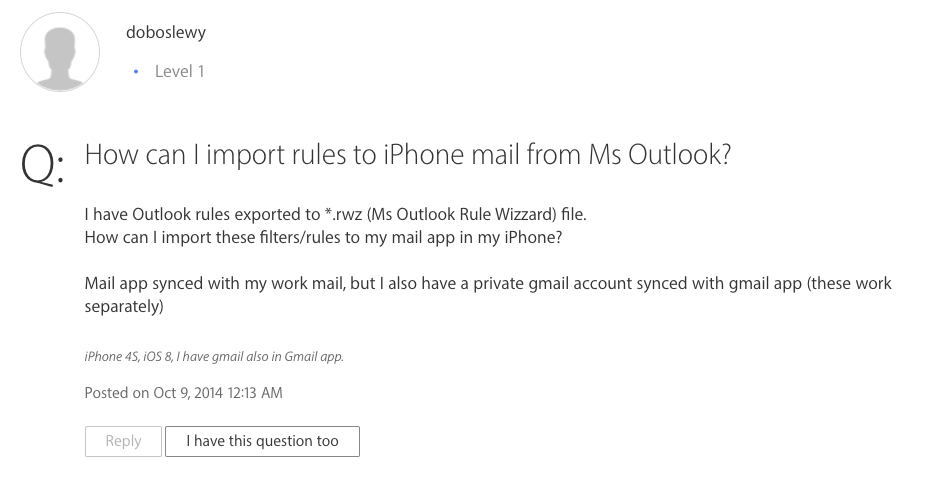 doboslewy
• Level 1
Q: How can I import rules to iPhone mail from Ms Outlook?
I have Outlook rules exported to *.rwz (Ms Outlook Rule Wizzard) file.
How can I import these filters/rules to my mail app in my iPhone?
Mail app synced with my work mail, but I also have a private gmail account synced with gmail app (these work
separately)
iPhone 4S, iOS 8, I have gmail also in Gmail app.
Posted on Oct 9, 2014 12:13 AM
Reply I have this question too